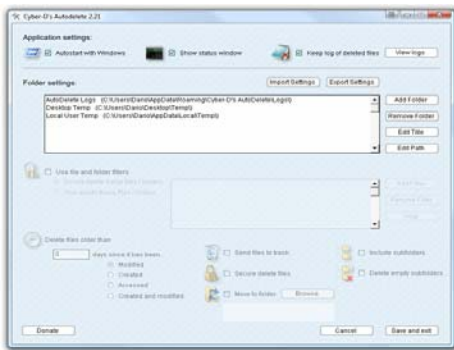 Cyber-D's Autodelete 2.21
Application settings:
Autostart with Windows
Show status window
Keep log of deleted files
View logs
Folder settings:
Import Settings
Export Settings
AutoDelete Logs (C:\Users\Dano\AppData\Roaming\Cyber-D's AutoDelete\Logs\)
Desktop Temp (C:\Users\Dano\Desktop\Temp\)
Local User Temp (C:\Users\Dano\AppData\Local\Temp\)
Add Folder
Remove Folder
Edit Title
Edit Path
Use file and folder filters
Delete files older than
days since it has been:
Modified
Created
Accessed
Created and modified
Send files to trash
Secure delete files
Move to folder
Browse
Include subfolders
Delete empty subfolders
Donate
Cancel
Save and exit